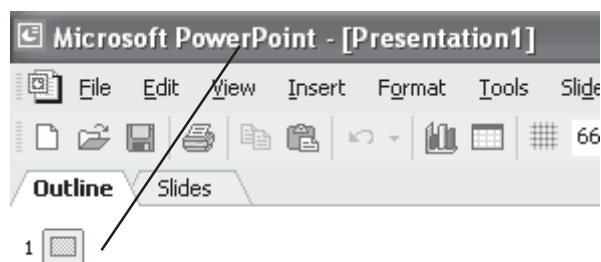 Microsoft PowerPoint - [Presentation1]
File Edit View Insert Format Tools Slide
66
Outline Slides
1